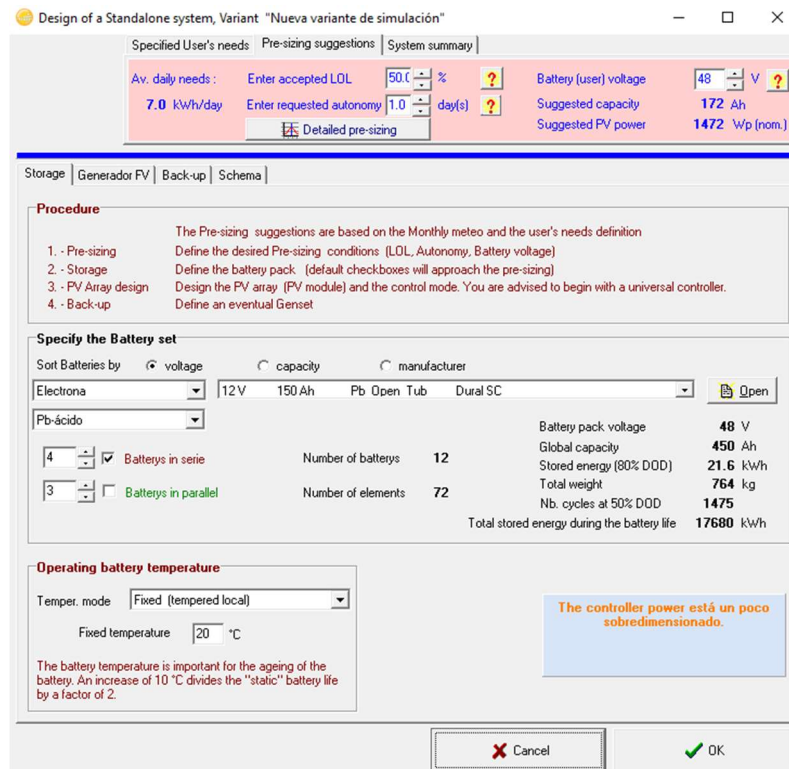 Design of a Standalone system, Variant "Nueva variante de simulación"
Specified User's needs Pre-sizing suggestions System summary
Av. daily needs : Enter accepted LOL 50.0 % ? Battery (user) voltage 48 V ?
7.0 kWh/day Enter requested autonomy 1.0 day(s) ? Suggested capacity 172 Ah
Detailed pre-sizing Suggested PV power 1472 Wp (nom.)
Storage Generador FV Back-up Schema
Procedure
The Pre-sizing suggestions are based on the Monthly meteo and the user's needs definition
1. - Pre-sizing Define the desired Pre-sizing conditions (LOL, Autonomy, Battery voltage)
2. - Storage Define the battery pack (default checkboxes will approach the pre-sizing)
3. - PV Array design Design the PV array (PV module) and the control mode. You are advised to begin with a universal controller.
4. - Back-up Define an eventual Genset
Specify the Battery set
Sort Batteries by voltage capacity manufacturer
Electrona 12 V 150 Ah Pb Open Tub Dural SC Open
Pb-ácido
Battery pack voltage 48 V
4 Batterys in serie Number of batterys 12 Global capacity 450 Ah
Stored energy (80% DOD) 21.6 kWh
3 Batterys in parallel Number of elements 72 Total weight 764 kg
Nb. cycles at 50% DOD 1475
Total stored energy during the battery life 17680 kWh
Operating battery temperature
Temper. mode Fixed (tempered local)
Fixed temperature 20 °C
The battery temperature is important for the ageing of the
battery. An increase of 10 °C divides the "static" battery life
by a factor of 2.
The controller power está un poco
sobredimensionado.
Cancel OK